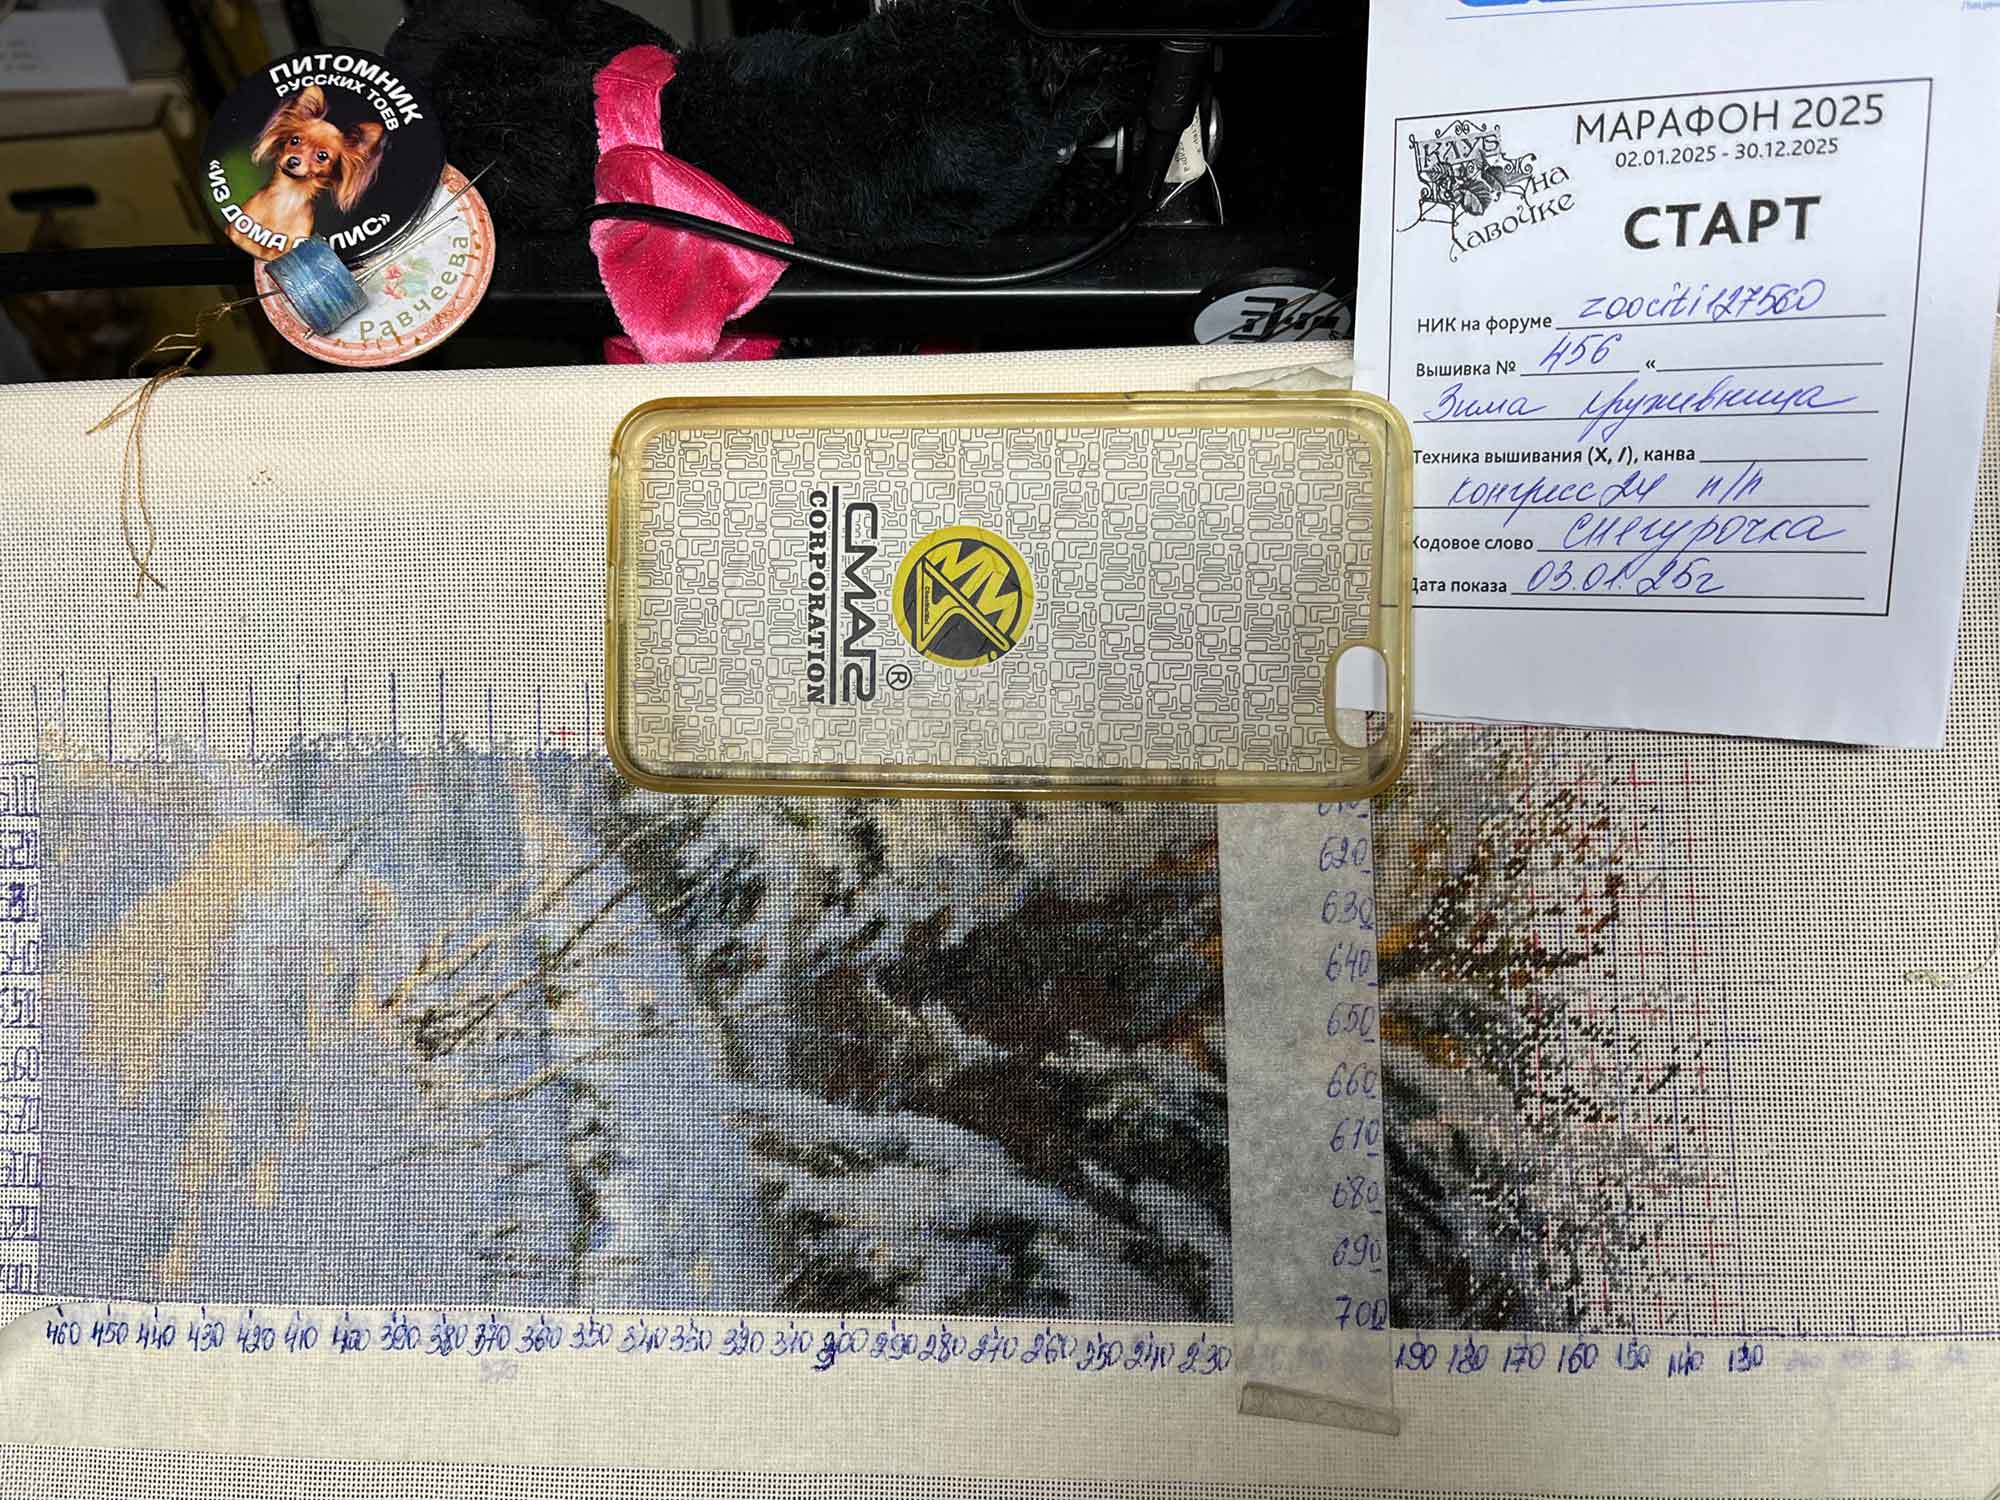 ПИТОМНИК
РУССКИХ ТОЕВ
«ИЗ ДОМА
ЛИС»
Равчеева
КЛУБ
на
лавочке
МАРАФОН 2025
02.01.2025 - 30.12.2025
СТАРТ
НИК на форуме zoociti127560
Вышивка № 456 «
Зима кружевница
Техника вышивания (X, /), канва
конгресс 24 п/п
Кодовое слово Снегурочка
Дата показа 03.01.25г
CMAPS®
CORPORATION
620
630
640
650
660
670
680
690
700
460 450 440 430 420 410 400 390 380 370 360 350 340 330 320 310 300 290 280 270 260 250 240 230 190 180 170 160 150 140 130